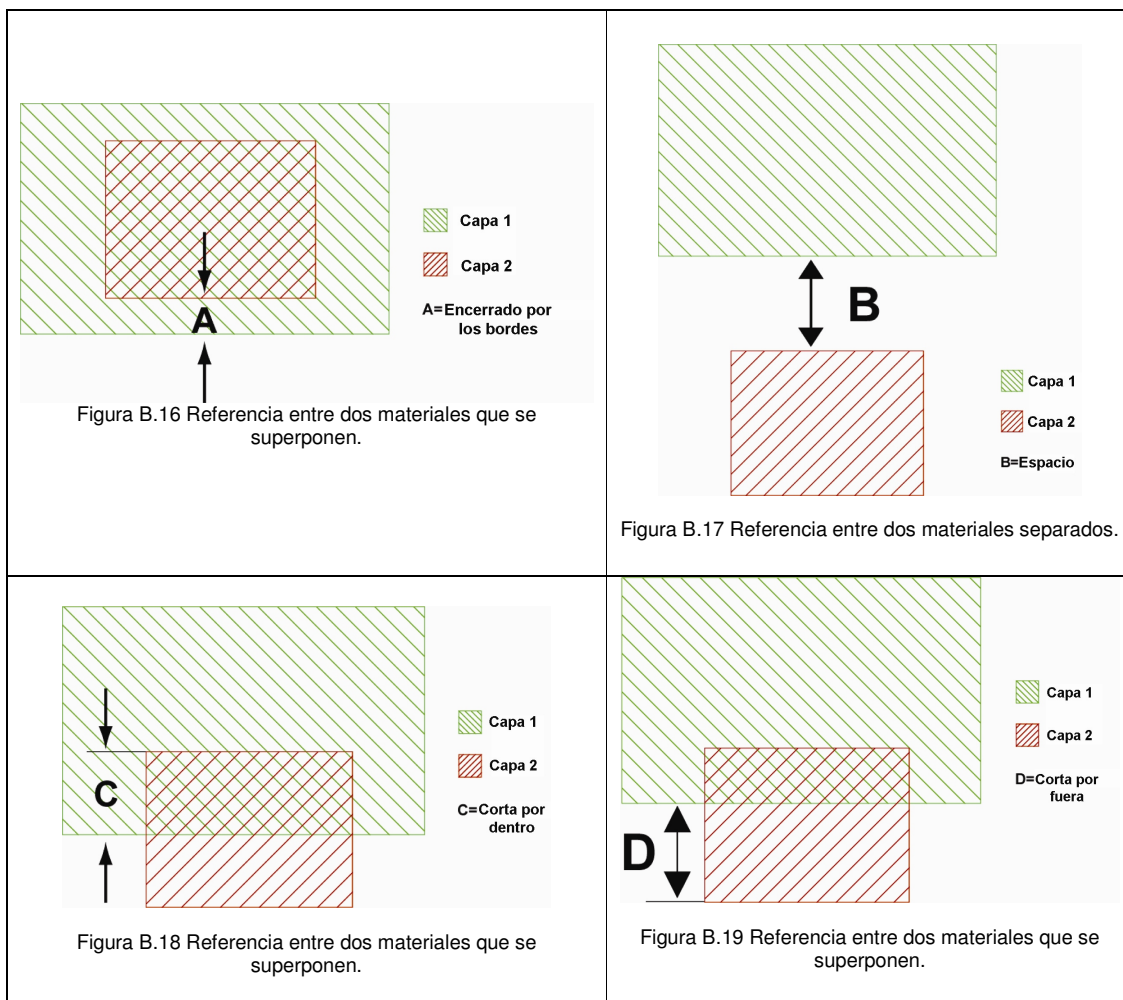 Capa 1
Capa 2
A=Encerrado por
los bordes
A
Figura B.16 Referencia entre dos materiales que se
superponen.
B
Capa 1
Capa 2
B=Espacio
Figura B.17 Referencia entre dos materiales separados.
Capa 1
Capa 2
C
C=Corta por
dentro
Figura B.18 Referencia entre dos materiales que se
superponen.
Capa 1
Capa 2
D=Corta por
fuera
D
Figura B.19 Referencia entre dos materiales que se
superponen.